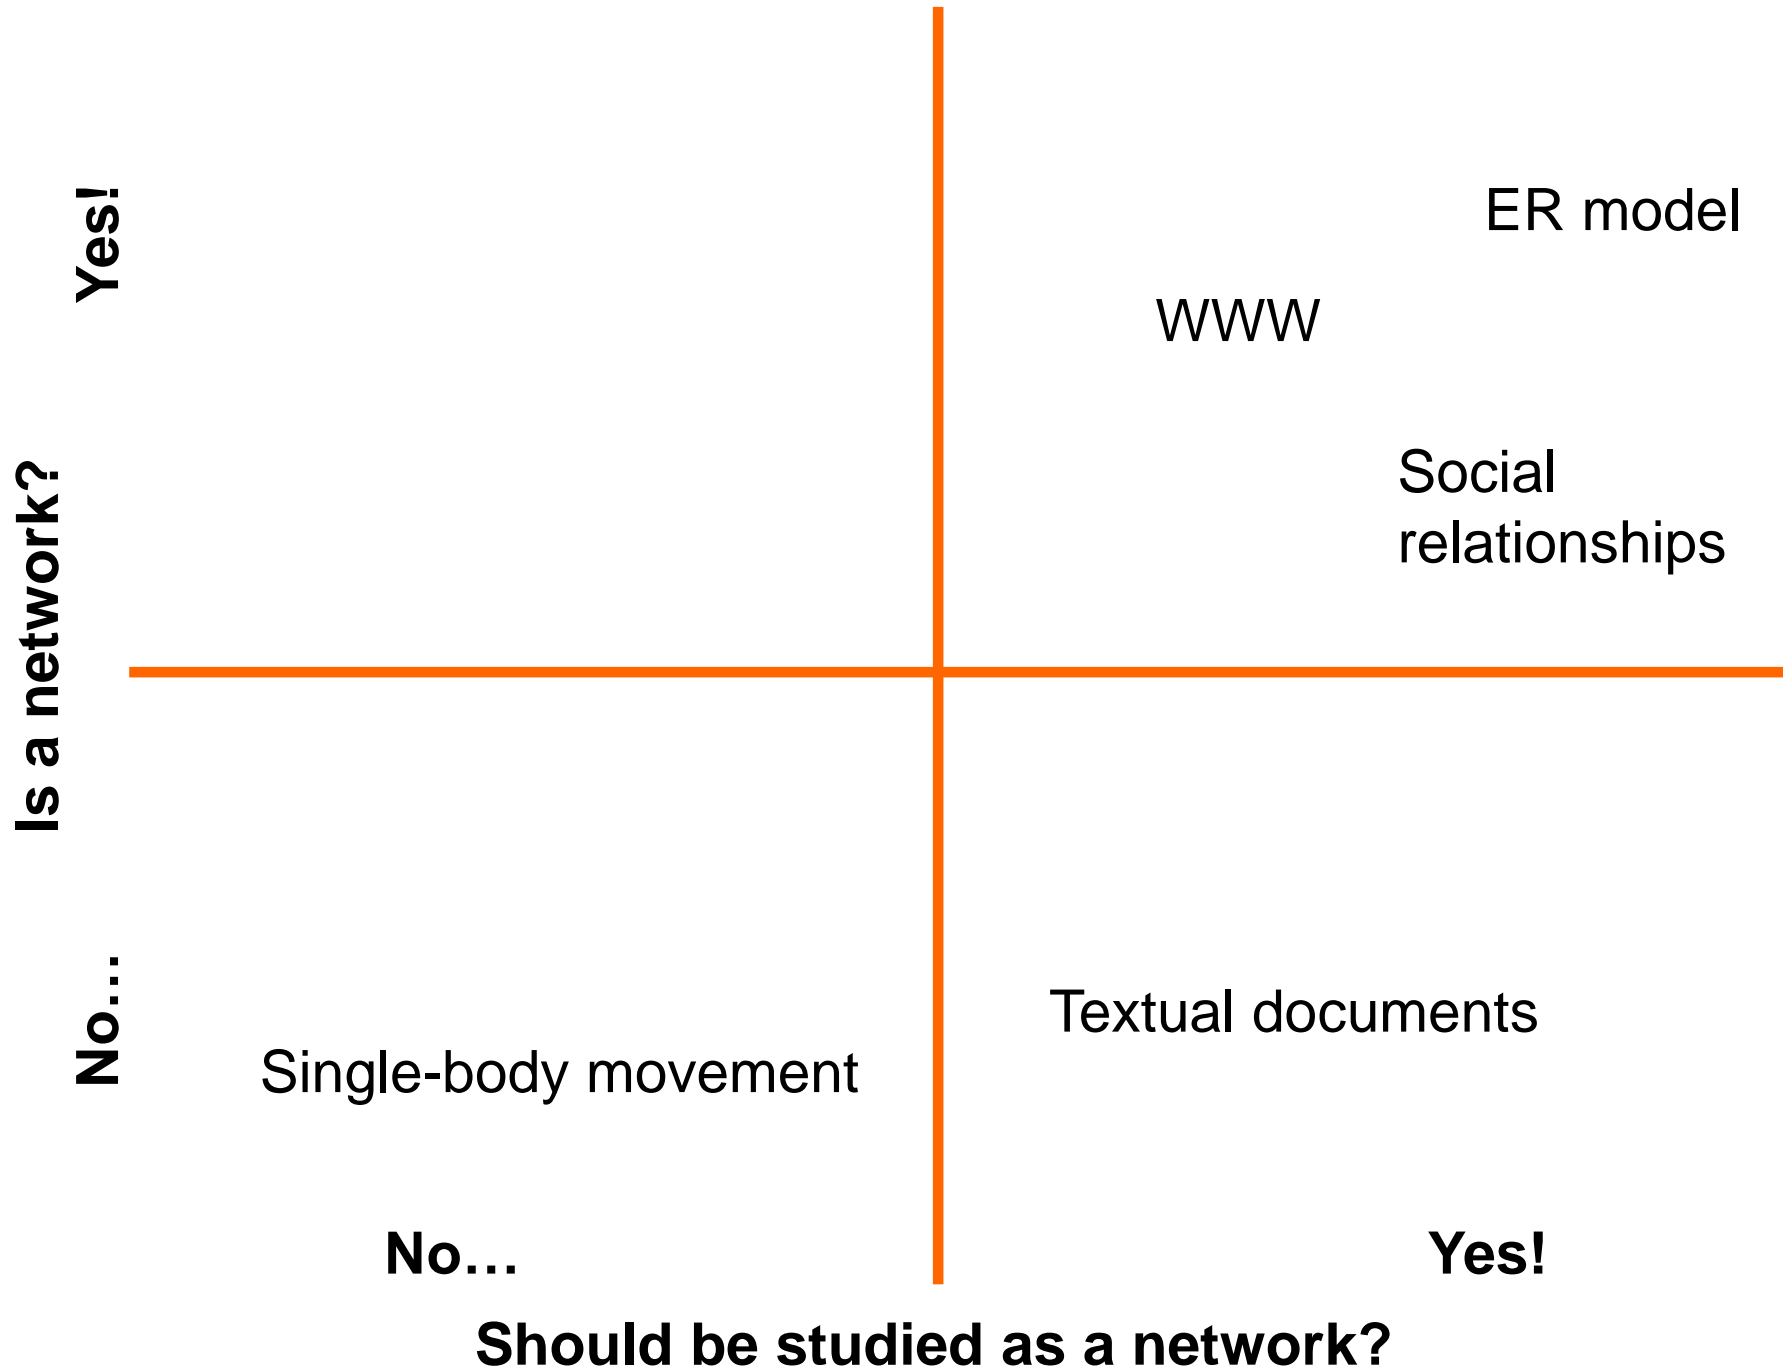 Yes!
ER model
WWW
Social
relationships
Is a network?
No…
Textual documents
Single-body movement
No…
Yes!
Should be studied as a network?